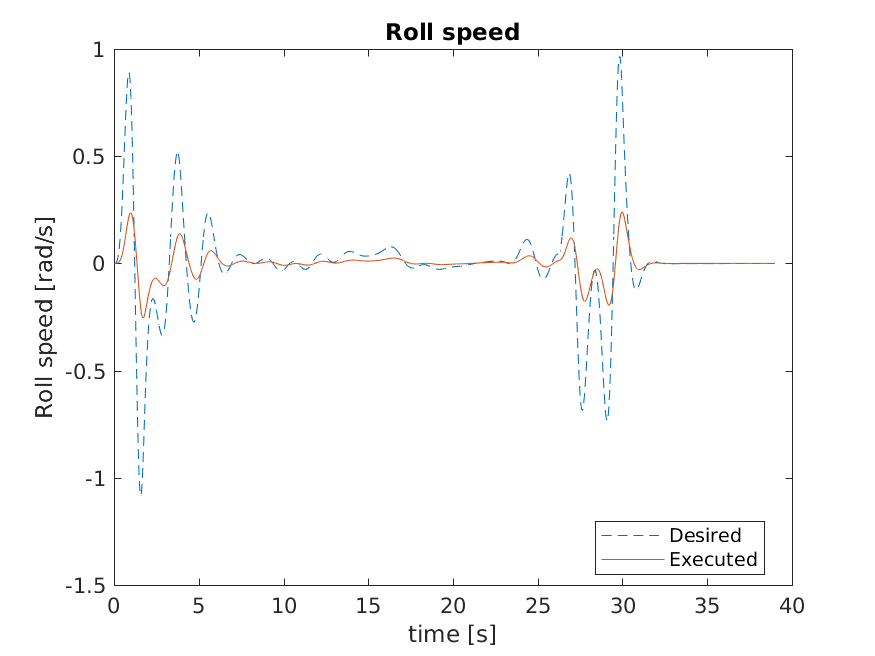 Roll speed
Roll speed [rad/s]
1
0.5
0
-0.5
-1
-1.5
0 5 10 15 20 25 30 35 40
time [s]
Desired
Executed